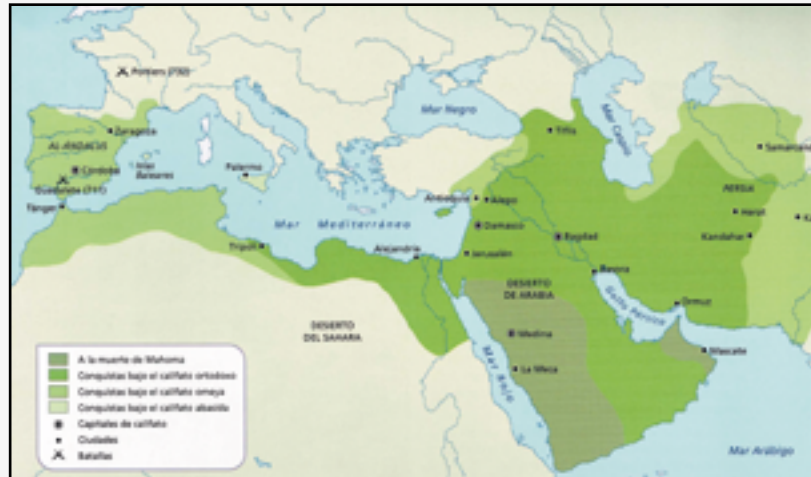 Poitiers (732)
Mar Negro
Mar Caspio
Zaragoza
AL-ÁNDALUS
Córdoba
Islas
Baleares
Guadalete (711)
Tánger
Palermo
Tiflis
Samarcanda
Antioquía
Alepo
PERSIA
Herat
Kandahar
Mar Mediterráneo
Damasco
Bagdad
Trípoli
Alejandría
Jerusalén
Basora
DESIERTO
DE ARABIA
Golfo Pérsico
Ormuz
DESIERTO
DEL SAHARA
Medina
Mascate
La Meca
Mar Rojo
Mar Arábigo
A la muerte de Mahoma
Conquistas bajo el califato ortodoxo
Conquistas bajo el califato omeya
Conquistas bajo el califato abasida
Capitales de califato
Ciudades
Batallas